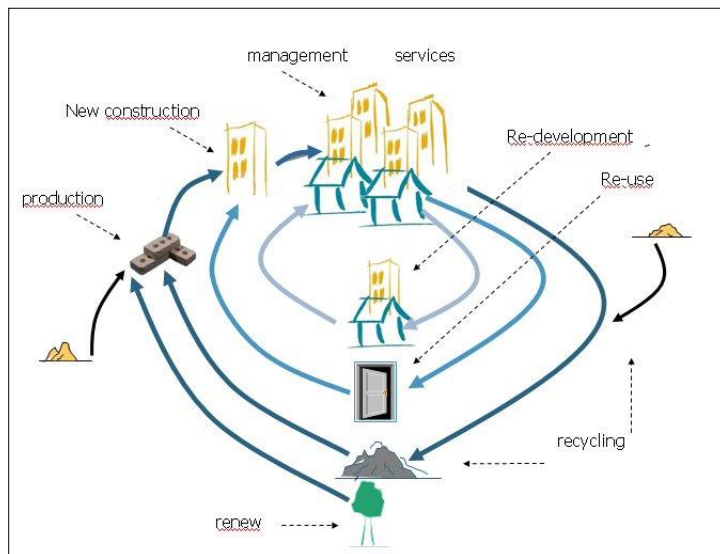 management services
New construction
Re-development
Re-use
production
recycling
renew